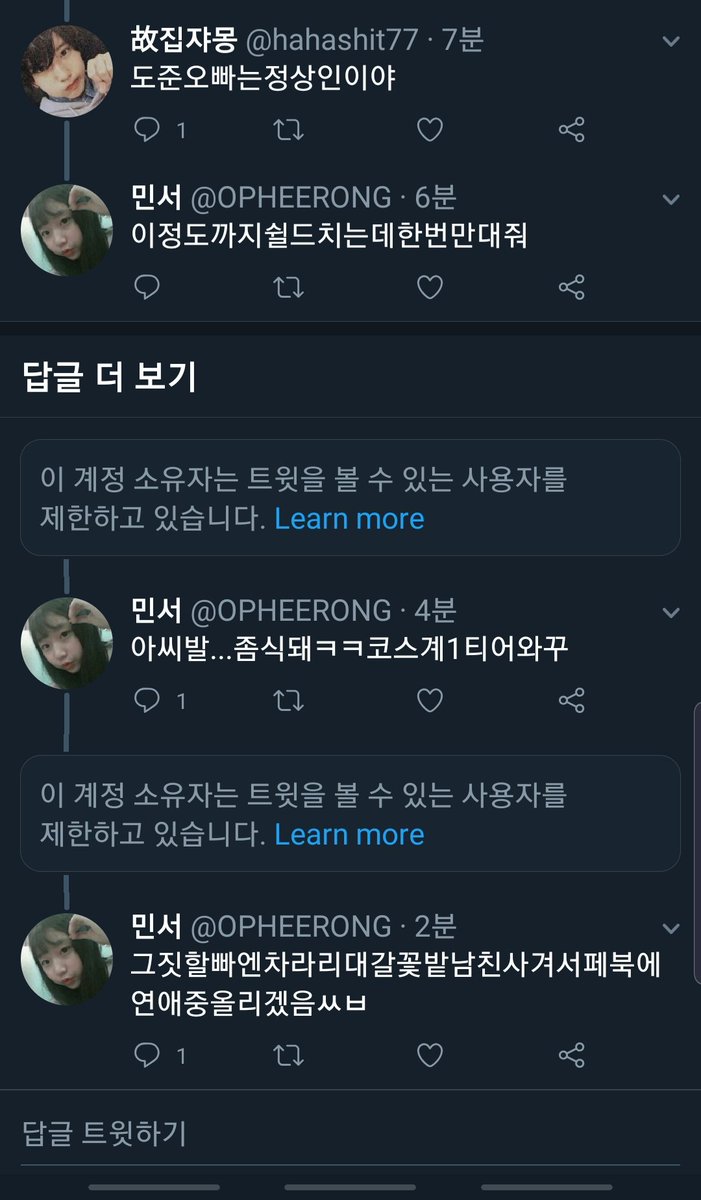 故집쟈몽 @hahashit77 · 7분
도준오빠는정상인이야
1
민서 @OPHEERONG · 6분
이정도까지쉴드치는데한번만대줘
답글 더 보기
이 계정 소유자는 트윗을 볼 수 있는 사용자를
제한하고 있습니다. Learn more
민서 @OPHEERONG · 4분
아씨발...좀식돼ㅋㅋ코스계1티어와꾸
1
이 계정 소유자는 트윗을 볼 수 있는 사용자를
제한하고 있습니다. Learn more
민서 @OPHEERONG · 2분
그짓할빠엔차라리대갈꽃밭남친사겨서페북에
연애중올리겠음ㅆㅂ
1
답글 트윗하기